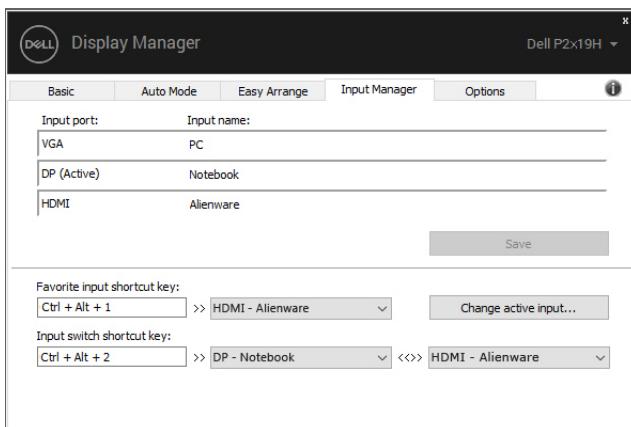 x
DELL Display Manager Dell P2x19H
Basic Auto Mode Easy Arrange Input Manager Options i
Input port: Input name:
VGA PC
DP (Active) Notebook
HDMI Alienware
Save
Favorite input shortcut key:
Ctrl + Alt + 1 >> HDMI - Alienware Change active input...
Input switch shortcut key:
Ctrl + Alt + 2 >> DP - Notebook <<>> HDMI - Alienware